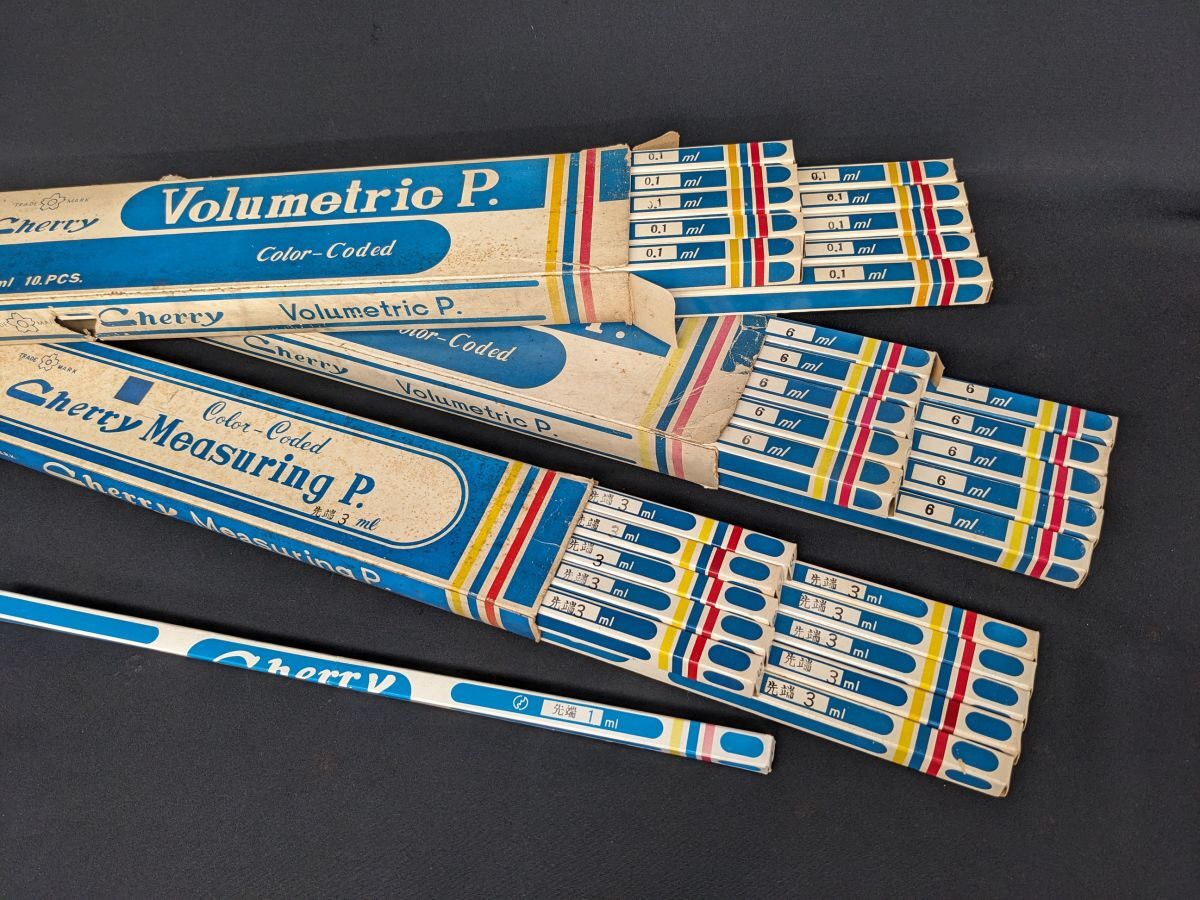 TRADE MARK
Cherry
Volumetric P.
Color-Coded
ml 10.PCS.
Cherry
Volumetric P.
0.1 ml
0.1 ml
0.1 ml
0.1 ml
0.1 ml
0.1 ml
0.1 ml
0.1 ml
0.1 ml
0.1 ml
Color-Coded
Cherry
Volumetric P.
6 ml
6 ml
6 ml
6 ml
6 ml
6 ml
6 ml
6 ml
6 ml
6 ml
TRADE MARK
Color-Coded
Cherry Measuring P.
先端 3 ml
Cherry Measuring P.
先端 3 ml
先端 3 ml
先端 3 ml
先端 3 ml
先端 3 ml
先端 3 ml
先端 3 ml
先端 3 ml
先端 3 ml
先端 3 ml
Cherry
先端 1 ml